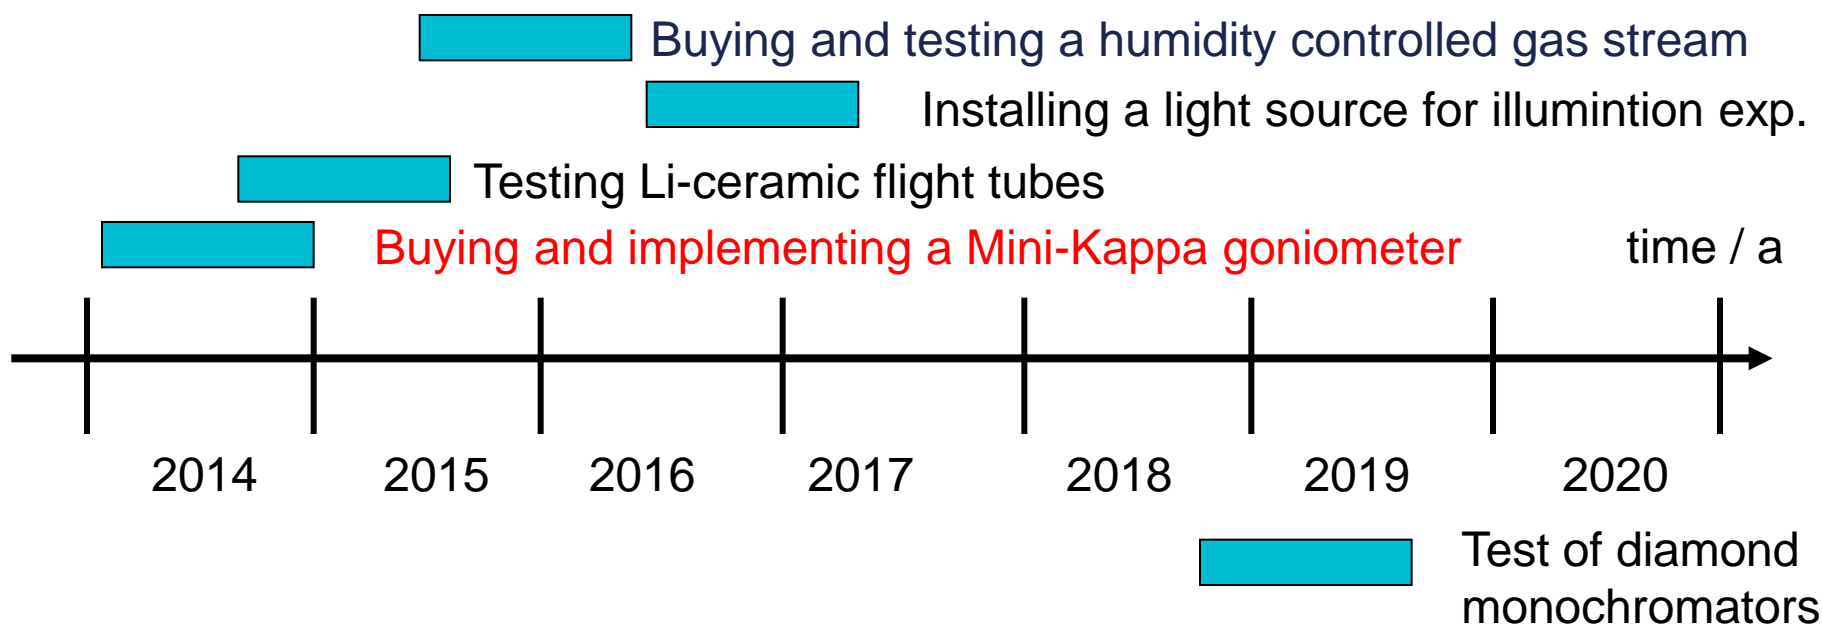 Buying and testing a humidity controlled gas stream
Installing a light source for illumintion exp.
Testing Li-ceramic flight tubes
Buying and implementing a Mini-Kappa goniometer
time / a
2014 2015 2016 2017 2018 2019 2020
Test of diamond
monochromators